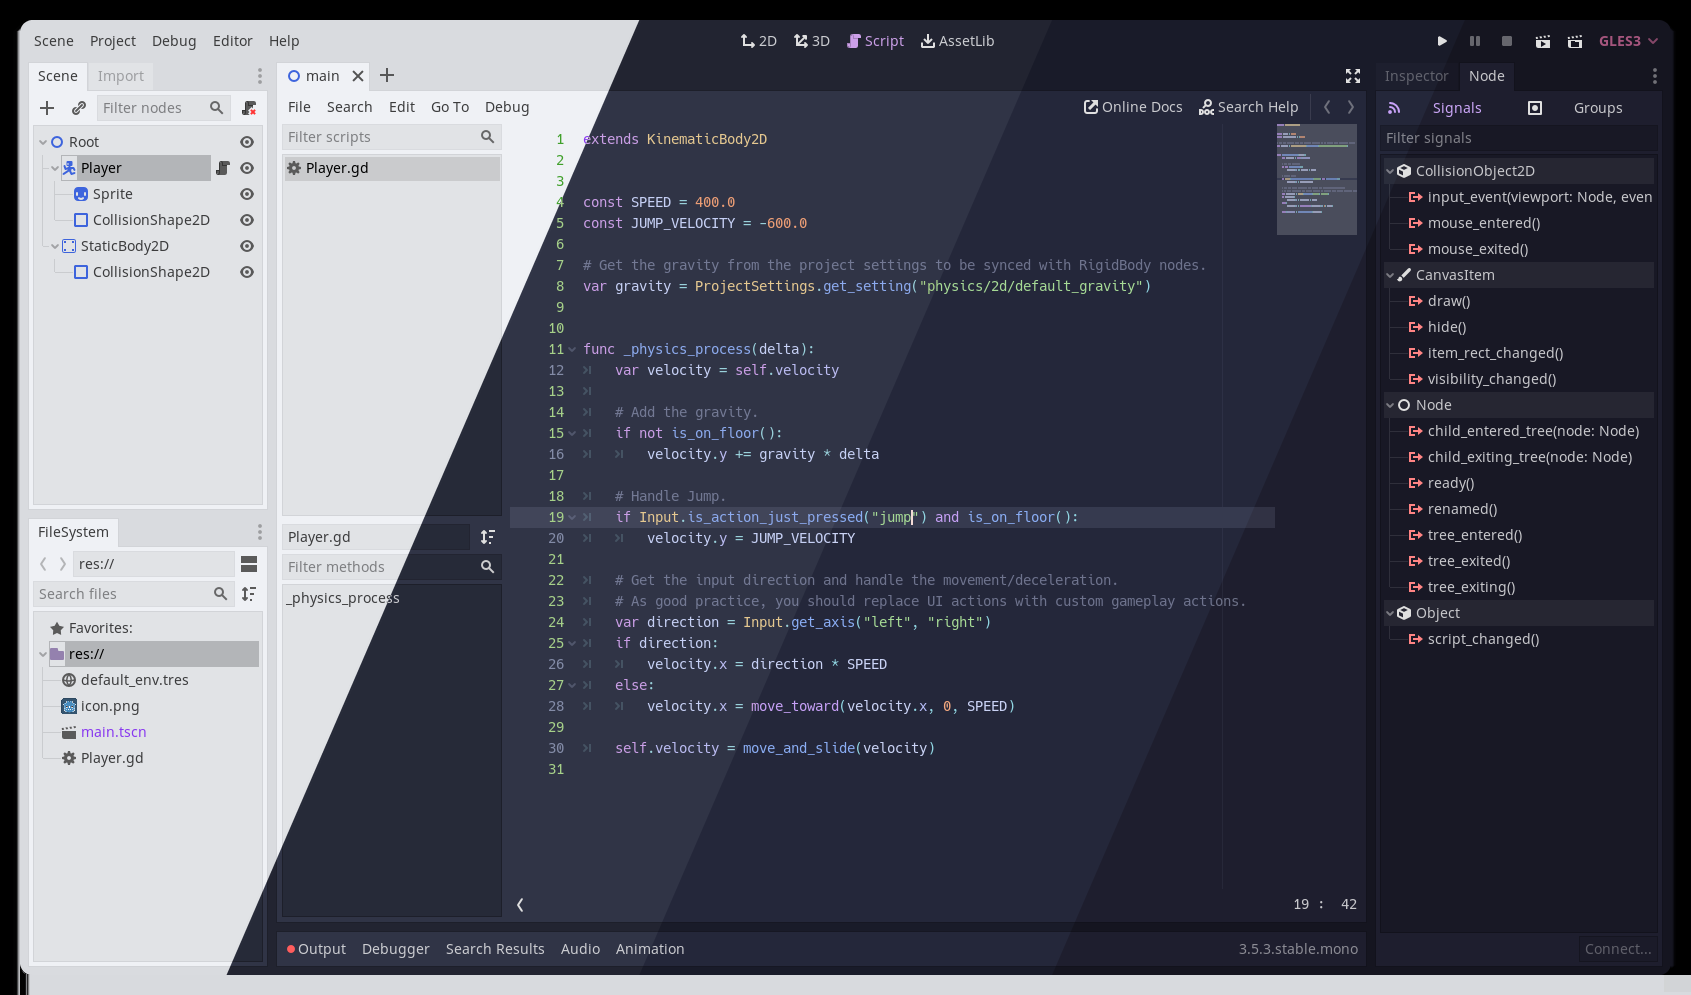 Scene Project Debug Editor Help
2D 3D Script AssetLib
GLES3
Scene Import
Filter nodes
Root
Player
Sprite
CollisionShape2D
StaticBody2D
CollisionShape2D
FileSystem
res://
Search files
Favorites:
res://
default_env.tres
icon.png
main.tscn
Player.gd
main
File Search Edit Go To Debug
Online Docs Search Help
Filter scripts
Player.gd
Player.gd
Filter methods
_physics_process
1 extends KinematicBody2D
2
3
4 const SPEED = 400.0
5 const JUMP_VELOCITY = -600.0
6
7 # Get the gravity from the project settings to be synced with RigidBody nodes.
8 var gravity = ProjectSettings.get_setting("physics/2d/default_gravity")
9
10
11 func _physics_process(delta):
12 var velocity = self.velocity
13
14 # Add the gravity.
15 if not is_on_floor():
16 velocity.y += gravity * delta
17
18 # Handle Jump.
19 if Input.is_action_just_pressed("jump") and is_on_floor():
20 velocity.y = JUMP_VELOCITY
21
22 # Get the input direction and handle the movement/deceleration.
23 # As good practice, you should replace UI actions with custom gameplay actions.
24 var direction = Input.get_axis("left", "right")
25 if direction:
26 velocity.x = direction * SPEED
27 else:
28 velocity.x = move_toward(velocity.x, 0, SPEED)
29
30 self.velocity = move_and_slide(velocity)
31
19 : 42
Output Debugger Search Results Audio Animation
3.5.3.stable.mono
Inspector Node
Signals Groups
Filter signals
CollisionObject2D
input_event(viewport: Node, even
mouse_entered()
mouse_exited()
CanvasItem
draw()
hide()
item_rect_changed()
visibility_changed()
Node
child_entered_tree(node: Node)
child_exiting_tree(node: Node)
ready()
renamed()
tree_entered()
tree_exited()
tree_exiting()
Object
script_changed()
Connect...